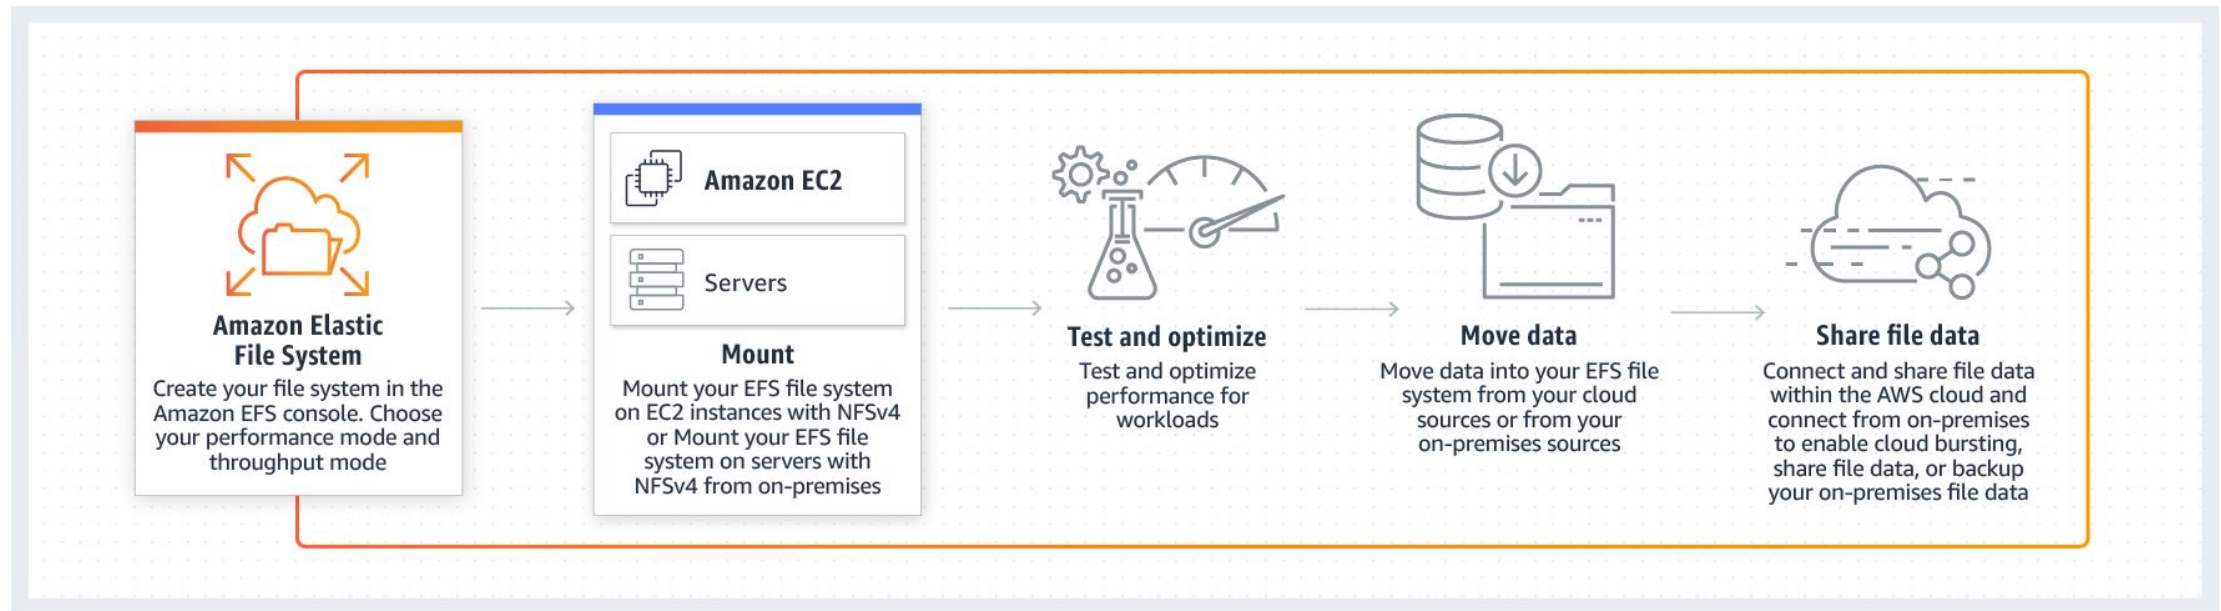 Amazon Elastic
File System
Create your file system in the
Amazon EFS console. Choose
your performance mode and
throughput mode
Amazon EC2
Servers
Mount
Mount your EFS file system
on EC2 instances with NFSv4
or Mount your EFS file
system on servers with
NFSv4 from on-premises
Test and optimize
Test and optimize
performance for
workloads
Move data
Move data into your EFS file
system from your cloud
sources or from your
on-premises sources
Share file data
Connect and share file data
within the AWS cloud and
connect from on-premises
to enable cloud bursting,
share file data, or backup
your on-premises file data